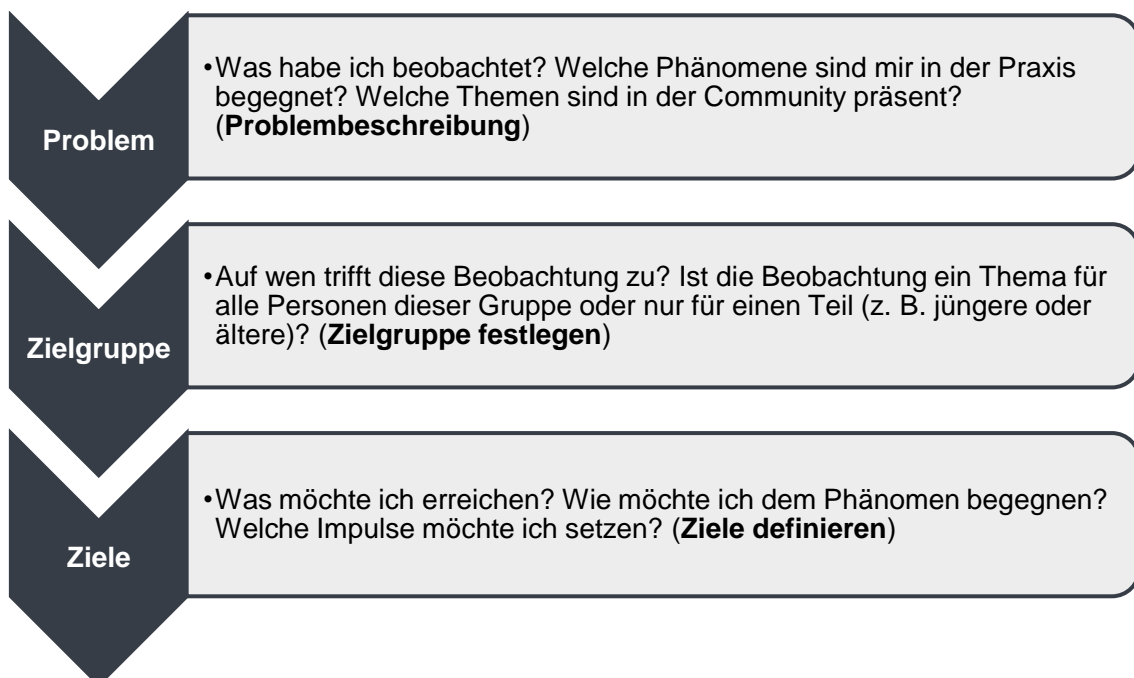 Problem
•Was habe ich beobachtet? Welche Phänomene sind mir in der Praxis
begegnet? Welche Themen sind in der Community präsent?
(Problembeschreibung)
Zielgruppe
•Auf wen trifft diese Beobachtung zu? Ist die Beobachtung ein Thema für
alle Personen dieser Gruppe oder nur für einen Teil (z. B. jüngere oder
ältere)? (Zielgruppe festlegen)
Ziele
•Was möchte ich erreichen? Wie möchte ich dem Phänomen begegnen?
Welche Impulse möchte ich setzen? (Ziele definieren)